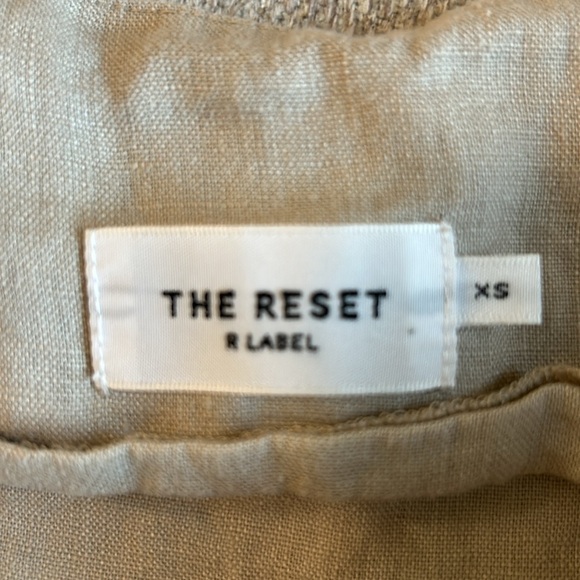 THE RESET
R LABEL
XS